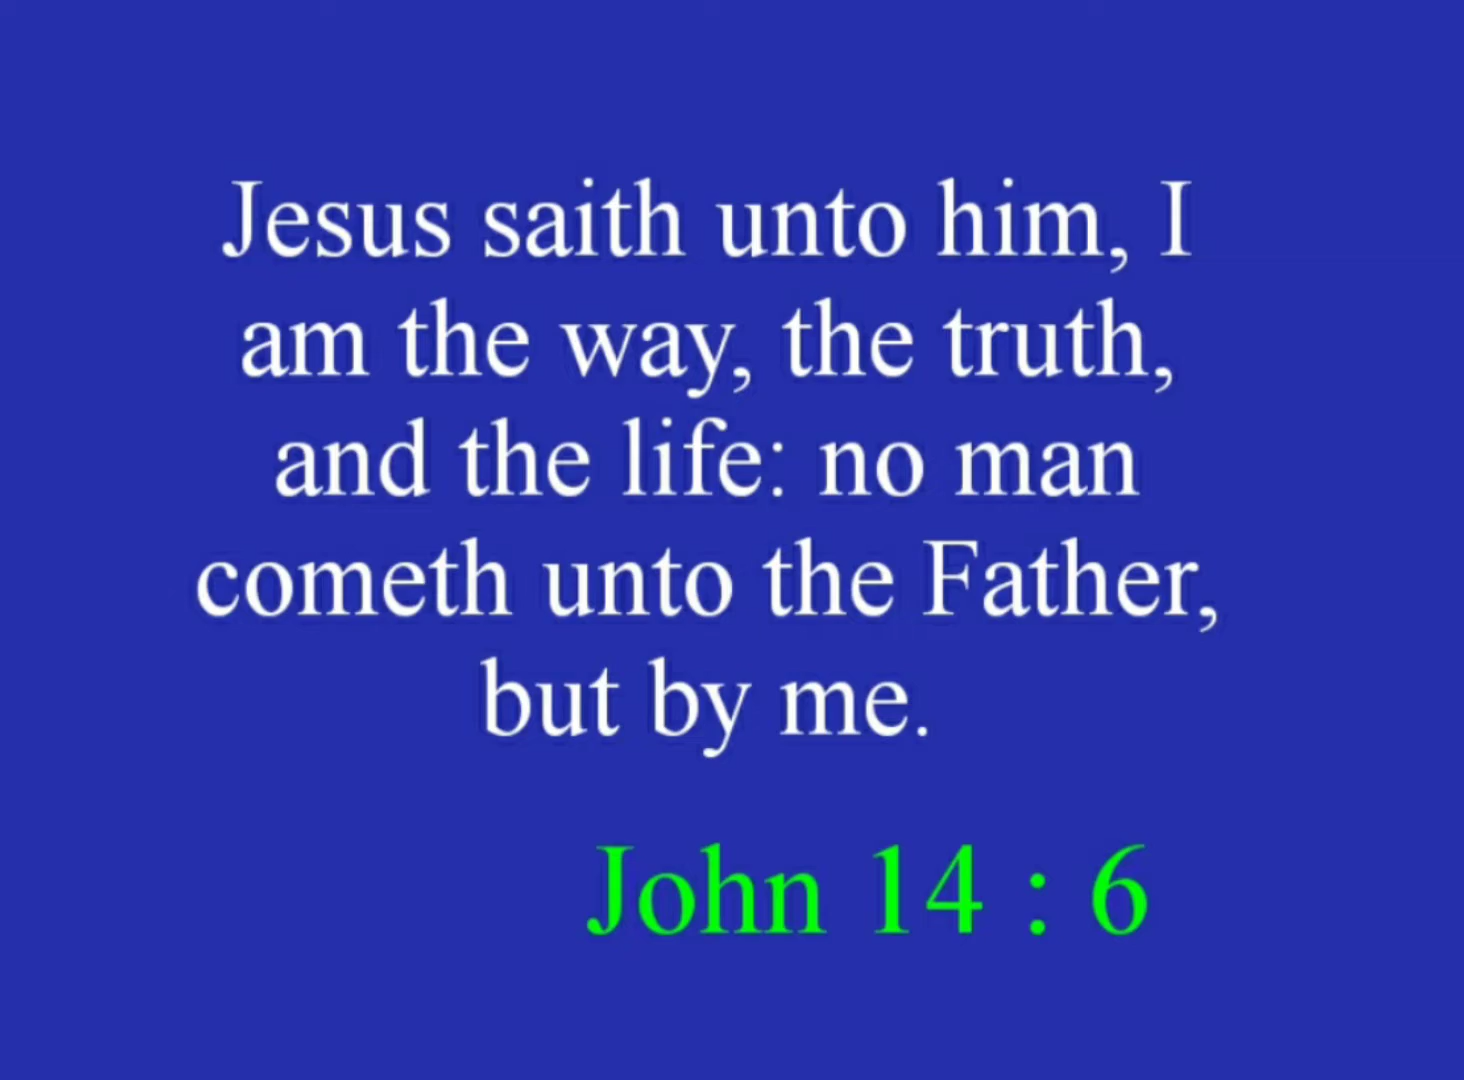 Jesus saith unto him, I
am the way, the truth,
and the life: no man
cometh unto the Father,
but by me.
John 14 : 6